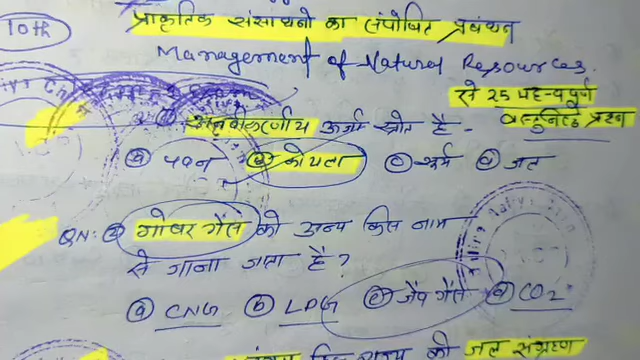 10th
प्राकृतिक संसाधनो का संपोषित प्रबंधन
Management of Natural Resources.
से 25 महत्वपूर्ण
वस्तुनिष्ठ प्रश्न
ऊर्जा स्रोत है -
ⓐ पवन ⓑ कोयला ⓒ सूर्य ⓓ जल
QN: ② गोबर गैस को अन्य किस नाम
से जाना जाता है?
ⓐ CNG ⓑ LPG ⓒ जैव गैस ⓓ CO2
को जल संग्रहण